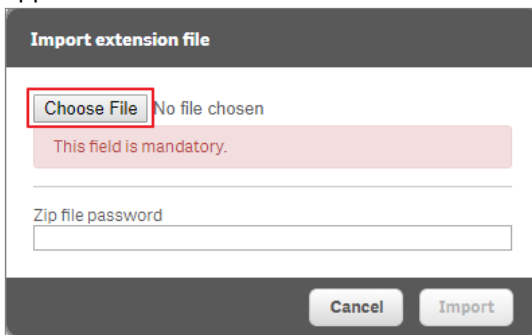 Import extension file
Choose File No file chosen
This field is mandatory.
Zip file password
Cancel Import